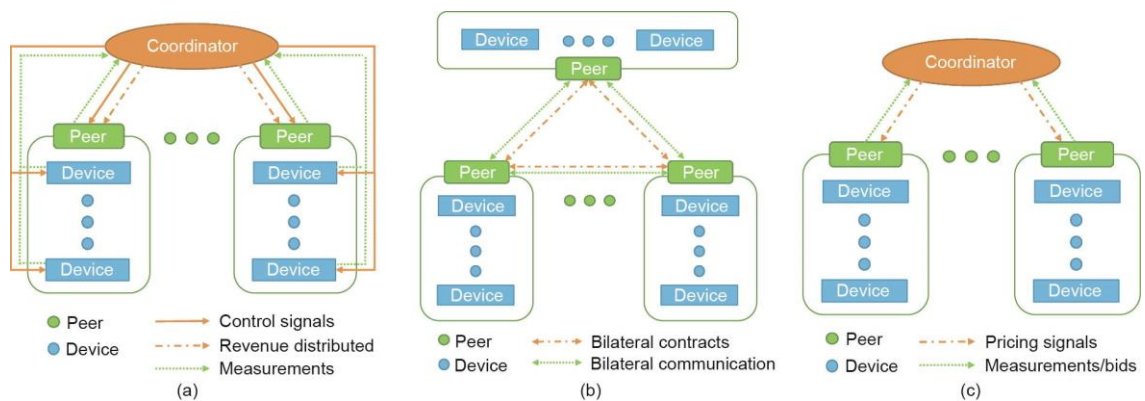 Coordinator
Peer
Peer
Device
Device
Device
Device
Peer
Device
Control signals
Revenue distributed
Measurements
(a)
Device
Device
Peer
Peer
Peer
Device
Device
Device
Device
Peer
Device
Bilateral contracts
Bilateral communication
(b)
Coordinator
Peer
Peer
Device
Device
Device
Device
Peer
Device
Pricing signals
Measurements/bids
(c)